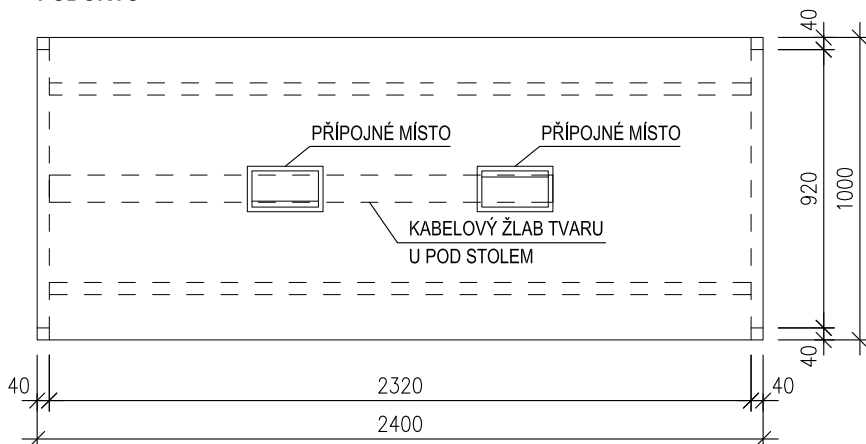 40
PŘÍPOJNÉ MÍSTO
PŘÍPOJNÉ MÍSTO
920
1000
KABELOVÝ ŽLAB TVARU
U POD STOLEM
40
40
2320
40
2400